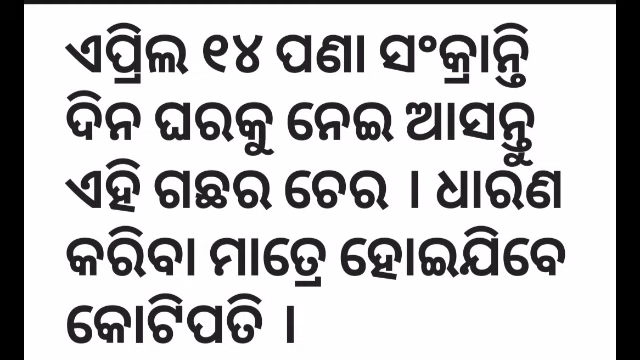 ଏପ୍ରିଲ ୧୪ ପଣା ସଂକ୍ରାନ୍ତି
ଦିନ ଘରକୁ ନେଇ ଆସନ୍ତୁ
ଏହି ଗଛର ଚେର । ଧାରଣ
କରିବା ମାତ୍ରେ ହୋଇଯିବେ
କୋଟିପତି ।